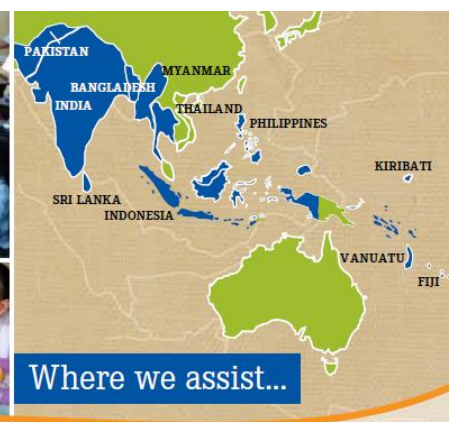 PAKISTAN
MYANMAR
BANGLADESH
INDIA
THAILAND
PHILIPPINES
KIRIBATI
SRI LANKA
INDONESIA
VANUATU
FIJI
Where we assist...